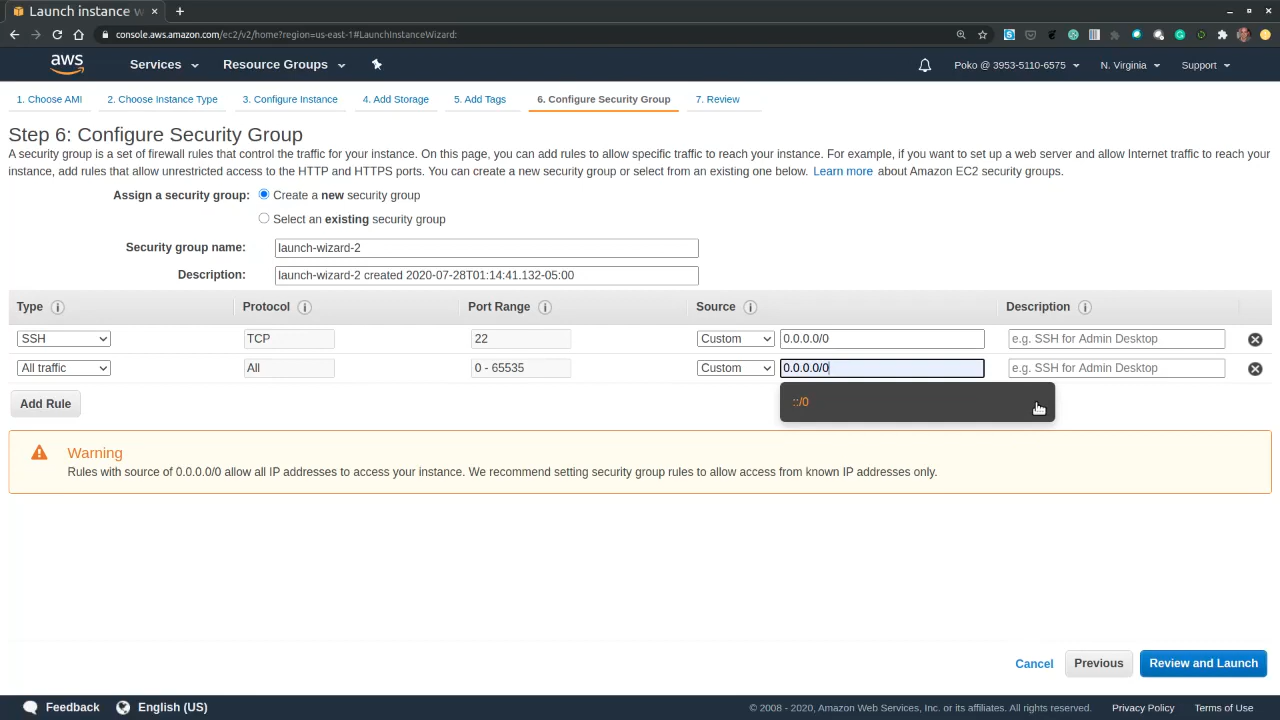 Launch instance w
console.aws.amazon.com/ec2/v2/home?region=us-east-1#LaunchInstanceWizard:
aws Services Resource Groups Poko @ 3953-5110-6575 N. Virginia Support
1. Choose AMI 2. Choose Instance Type 3. Configure Instance 4. Add Storage 5. Add Tags 6. Configure Security Group 7. Review
Step 6: Configure Security Group
A security group is a set of firewall rules that control the traffic for your instance. On this page, you can add rules to allow specific traffic to reach your instance. For example, if you want to set up a web server and allow Internet traffic to reach your
instance, add rules that allow unrestricted access to the HTTP and HTTPS ports. You can create a new security group or select from an existing one below. Learn more about Amazon EC2 security groups.
Assign a security group: Create a new security group
Select an existing security group
Security group name: launch-wizard-2
Description: launch-wizard-2 created 2020-07-28T01:14:41.132-05:00
Type i Protocol i Port Range i Source i Description i
SSH TCP 22 Custom 0.0.0.0/0 e.g. SSH for Admin Desktop
All traffic All 0 - 65535 Custom 0.0.0.0/0 e.g. SSH for Admin Desktop
Add Rule ::/0
Warning
Rules with source of 0.0.0.0/0 allow all IP addresses to access your instance. We recommend setting security group rules to allow access from known IP addresses only.
Cancel Previous Review and Launch
Feedback English (US) © 2008 - 2020, Amazon Web Services, Inc. or its affiliates. All rights reserved. Privacy Policy Terms of Use